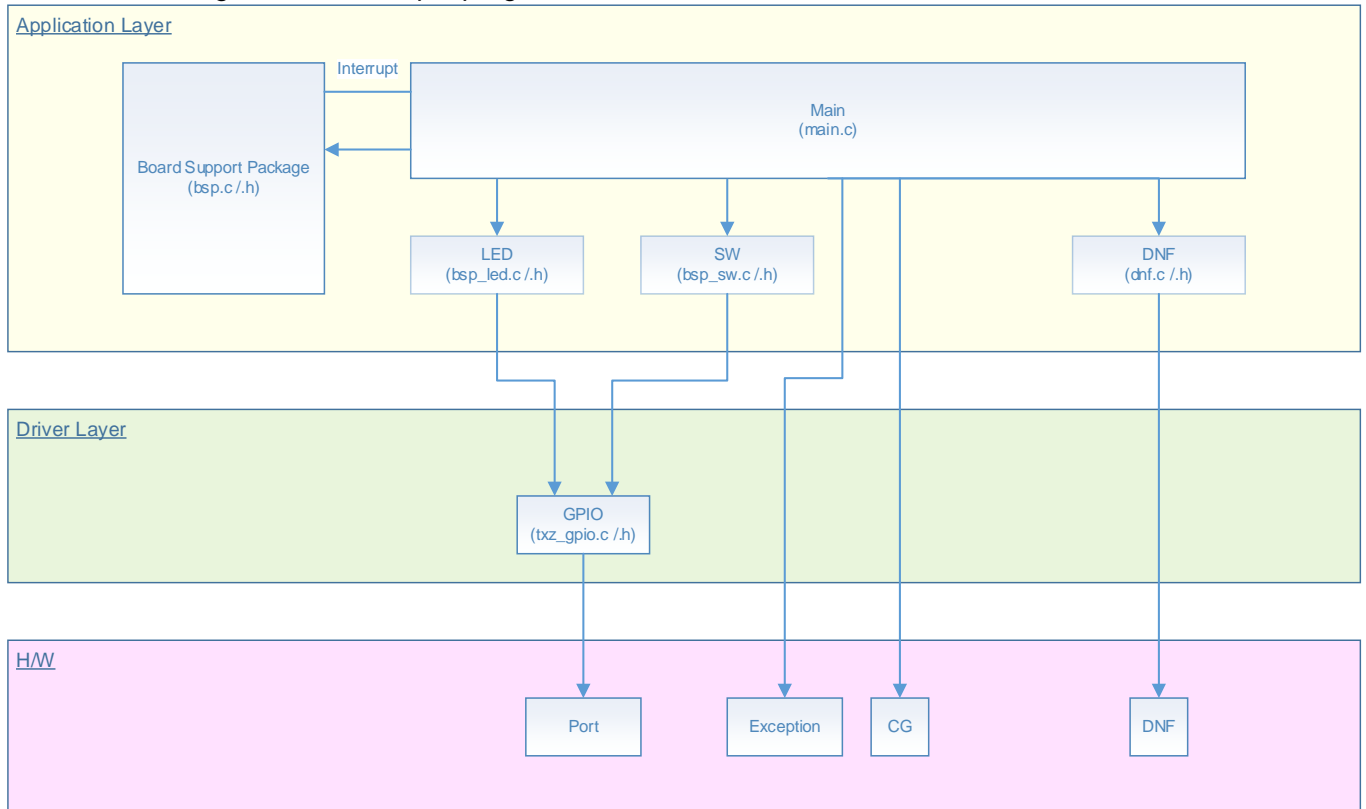 Application Layer
Interrupt
Main
(main.c)
Board Support Package
(bsp.c /.h)
LED
(bsp_led.c /.h)
SW
(bsp_sw.c /.h)
DNF
(dnf.c /.h)
Driver Layer
GPIO
(txz_gpio.c /.h)
H/W
Port
Exception
CG
DNF